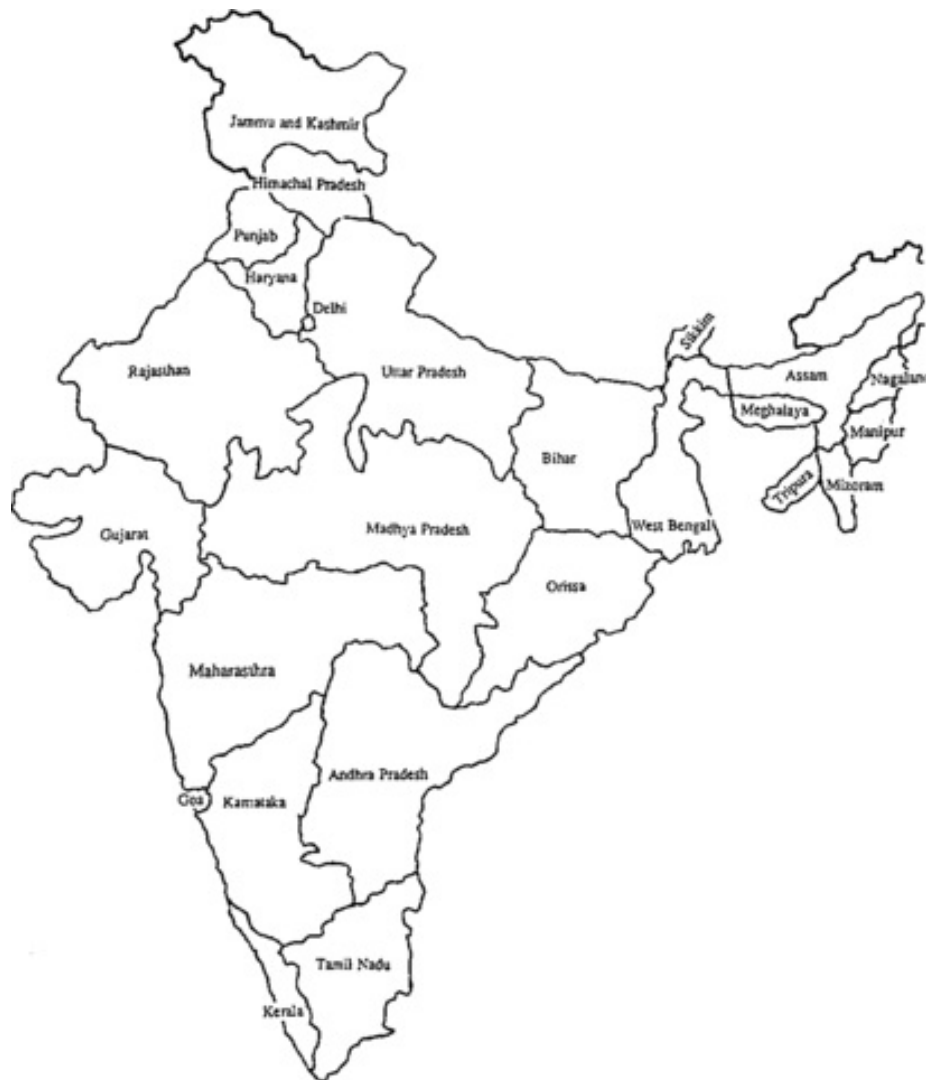 Jammu and Kashmir
Himachal Pradesh
Punjab
Haryana
Delhi
Sikkim
Rajasthan
Uttar Pradesh
Assam
Nagaland
Meghalaya
Manipur
Bihar
Tripura
Mizoram
Gujarat
Madhya Pradesh
West Bengal
Orissa
Maharasthra
Andhra Pradesh
Goa
Karnataka
Tamil Nadu
Kerala